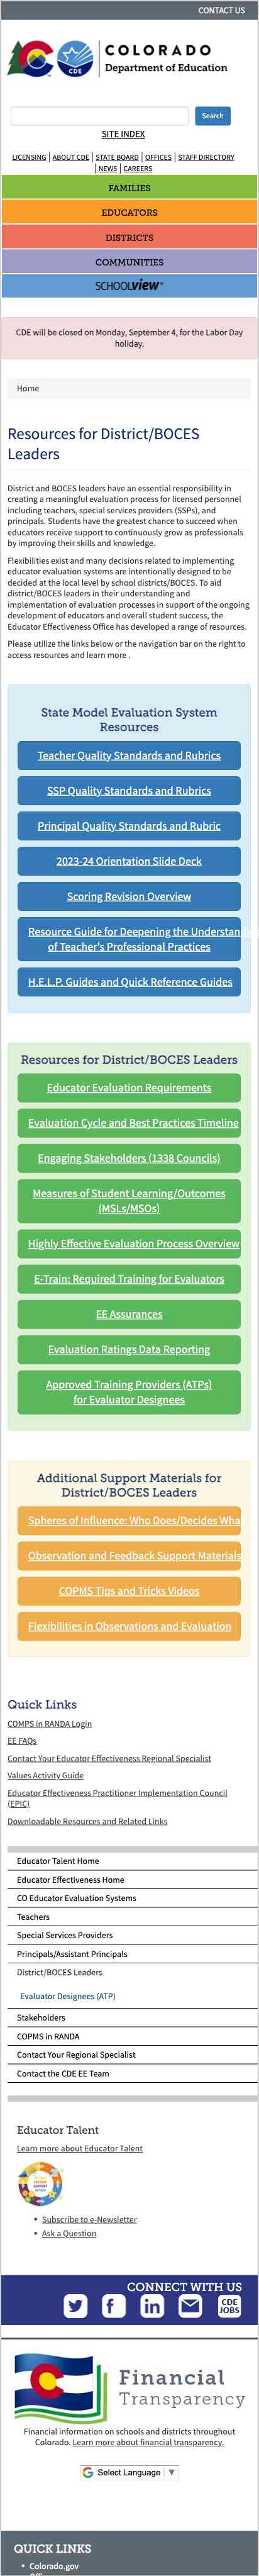 CONTACT US
COLORADO
Department of Education
CDE
Search
SITE INDEX
LICENSING | ABOUT CDE | STATE BOARD | OFFICES | STAFF DIRECTORY
| NEWS | CAREERS
FAMILIES
EDUCATORS
DISTRICTS
COMMUNITIES
SCHOOLVIEW®
CDE will be closed on Monday, September 4, for the Labor Day
holiday.
Home
Resources for District/BOCES
Leaders
District and BOCES leaders have an essential responsibility in
creating a meaningful evaluation process for licensed personnel
including teachers, special services providers (SSPs), and
principals. Students have the greatest chance to succeed when
educators receive support to continuously grow as professionals
by improving their skills and knowledge.
Flexibilities exist and many decisions related to implementing
educator evaluation systems are intentionally designed to be
decided at the local level by school districts/BOCES. To aid
district/BOCES leaders in their understanding and
implementation of evaluation processes in support of the ongoing
development of educators and overall student success, the
Educator Effectiveness Office has developed a range of resources.
Please utilize the links below or the navigation bar on the right to
access resources and learn more .
State Model Evaluation System
Resources
Teacher Quality Standards and Rubrics
SSP Quality Standards and Rubrics
Principal Quality Standards and Rubric
2023-24 Orientation Slide Deck
Scoring Revision Overview
Resource Guide for Deepening the Understanding
of Teacher's Professional Practices
H.E.L.P. Guides and Quick Reference Guides
Resources for District/BOCES Leaders
Educator Evaluation Requirements
Evaluation Cycle and Best Practices Timeline
Engaging Stakeholders (1338 Councils)
Measures of Student Learning/Outcomes
(MSLs/MSOs)
Highly Effective Evaluation Process Overview
E-Train: Required Training for Evaluators
EE Assurances
Evaluation Ratings Data Reporting
Approved Training Providers (ATPs)
for Evaluator Designees
Additional Support Materials for
District/BOCES Leaders
Spheres of Influence: Who Does/Decides Wha
Observation and Feedback Support Materials
COPMS Tips and Tricks Videos
Flexibilities in Observations and Evaluation
Quick Links
COMPS in RANDA Login
EE FAQs
Contact Your Educator Effectiveness Regional Specialist
Values Activity Guide
Educator Effectiveness Practitioner Implementation Council
(EPIC)
Downloadable Resources and Related Links
Educator Talent Home
Educator Effectiveness Home
CO Educator Evaluation Systems
Teachers
Special Services Providers
Principals/Assistant Principals
District/BOCES Leaders
Evaluator Designees (ATP)
Stakeholders
COPMS in RANDA
Contact Your Regional Specialist
Contact the CDE EE Team
Educator Talent
Learn more about Educator Talent
• Subscribe to e-Newsletter
• Ask a Question
CONNECT WITH US
CDE
JOBS
Financial
Transparency
Financial information on schools and districts throughout
Colorado. Learn more about financial transparency.
Select Language ▼
QUICK LINKS
• Colorado.gov